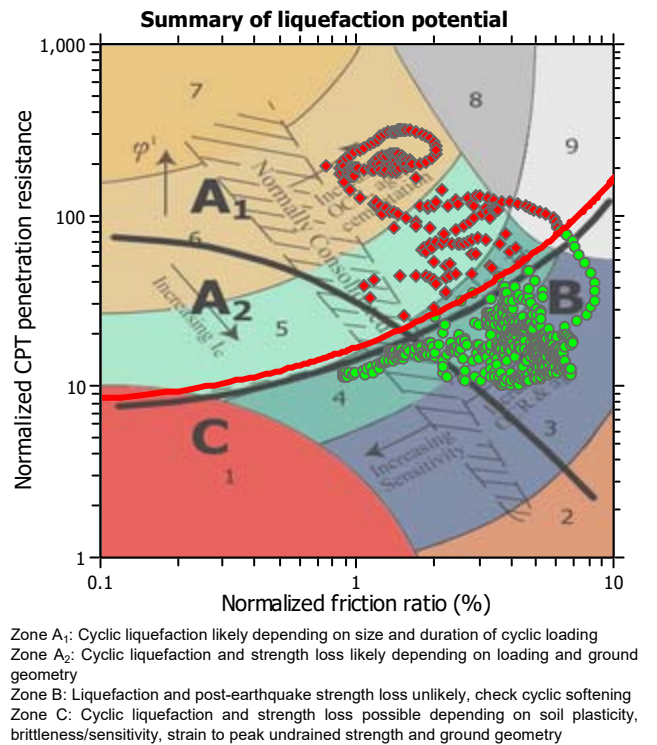 Summary of liquefaction potential
1,000
7
8
9
φ'
A1
Normally Consolidated
6
100
A2
Increasing Ic
5
B
10
4
C
1
3
Increasing
Sensitivity
2
1
0.1
1
10
Normalized CPT penetration resistance
Normalized friction ratio (%)
Zone A1: Cyclic liquefaction likely depending on size and duration of cyclic loading
Zone A2: Cyclic liquefaction and strength loss likely depending on loading and ground
geometry
Zone B: Liquefaction and post-earthquake strength loss unlikely, check cyclic softening
Zone C: Cyclic liquefaction and strength loss possible depending on soil plasticity,
brittleness/sensitivity, strain to peak undrained strength and ground geometry